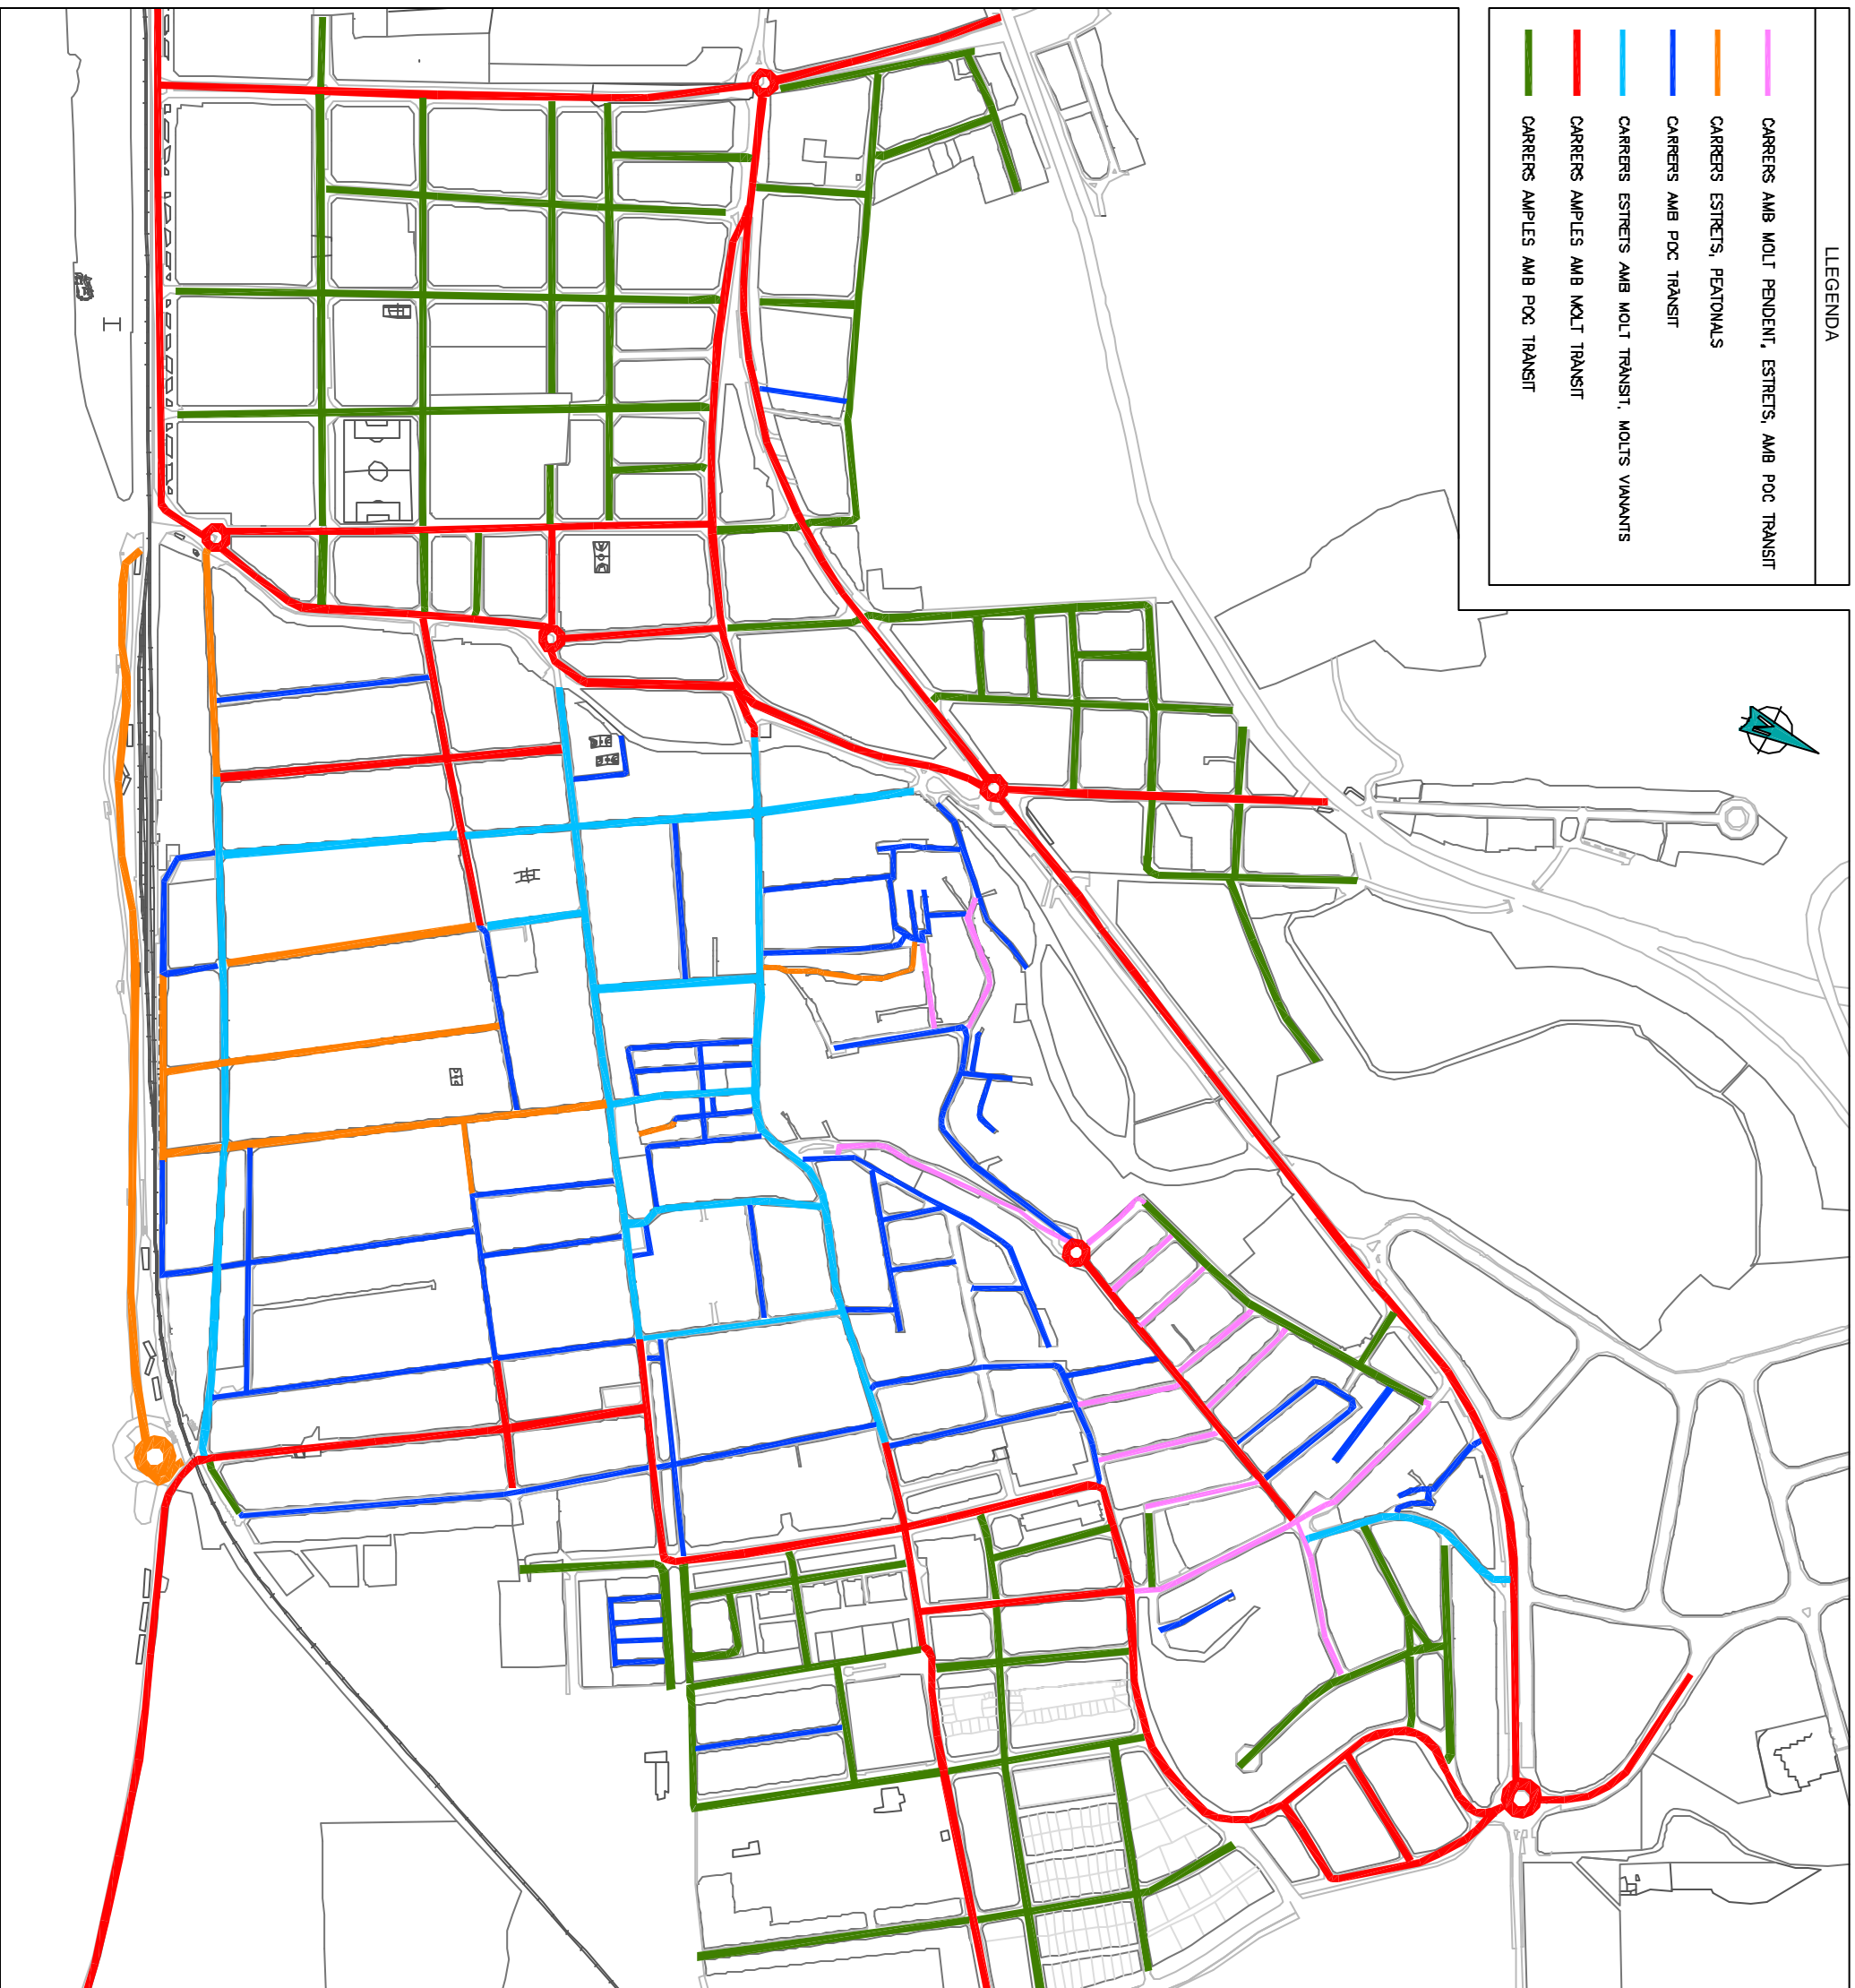 LLEGENDA
CARRERS AMB MOLT PENDENT, ESTRETS, AMB POC TRÀNSIT
CARRERS ESTRETS, PEATONALS
CARRERS AMB POC TRÀNSIT
CARRERS ESTRETS AMB MOLT TRÀNSIT, MOLTS VIANANTS
CARRERS AMPLES AMB MOLT TRÀNSIT
CARRERS AMPLES AMB POC TRÀNSIT
N